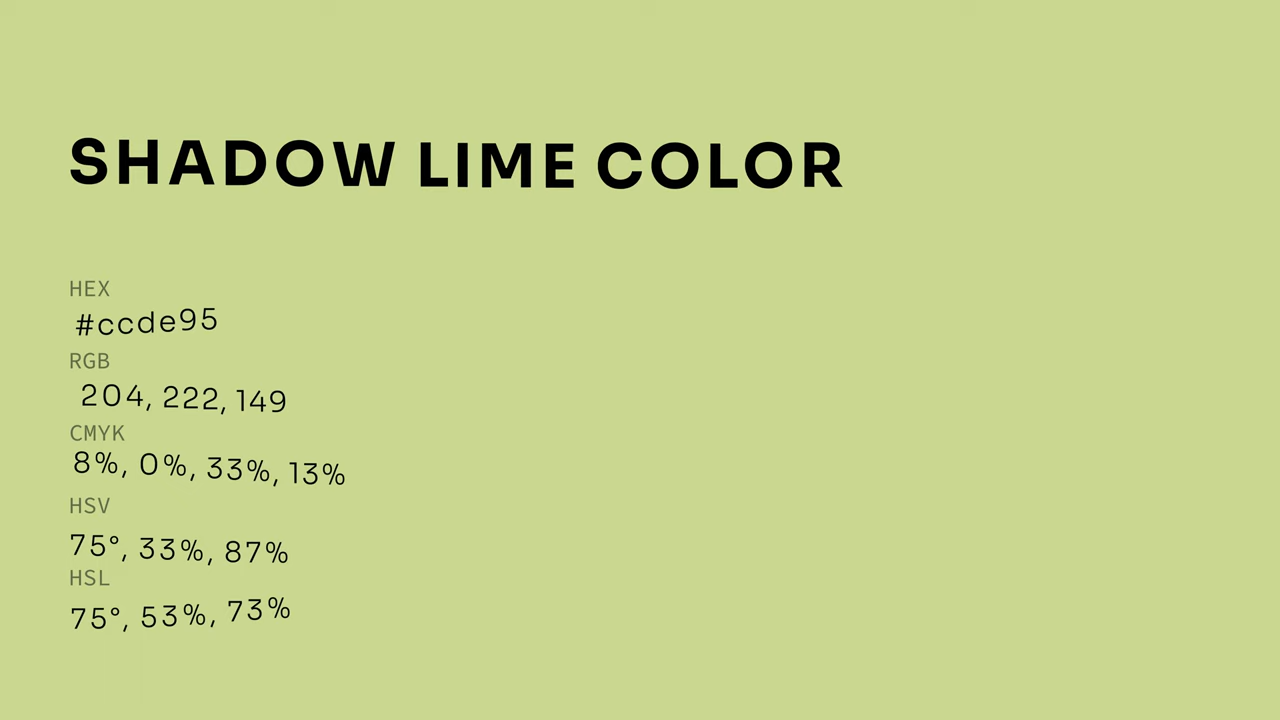 SHADOW LIME COLOR
HEX
#ccde95
RGB
204, 222, 149
CMYK
8%, 0%, 33%, 13%
HSV
75°, 33%, 87%
HSL
75°, 53%, 73%